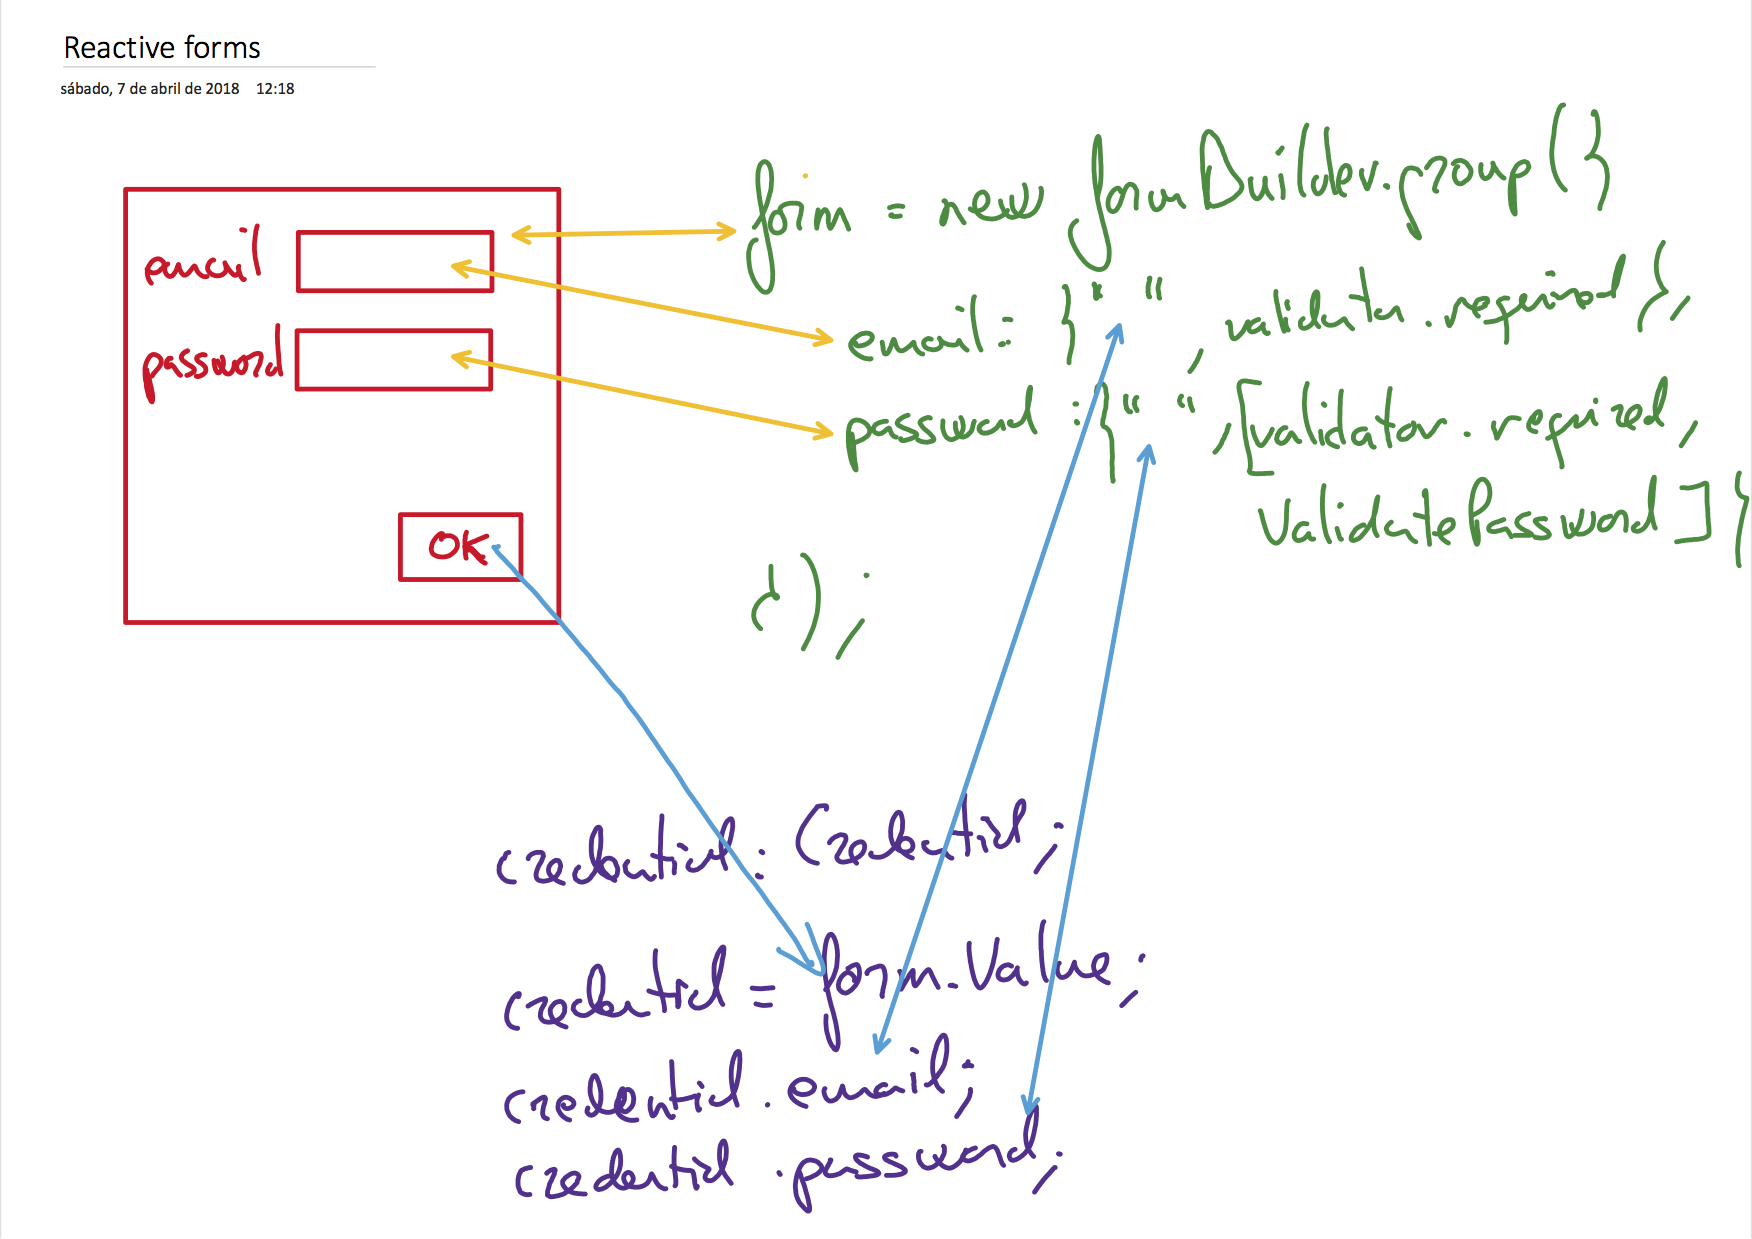 Reactive forms
sábado, 7 de abril de 2018 12:18
form = new formBuilder.group({
email
email: {" ", validator.required},
password
password: {" ", [validator.required,
ValidatePassword]}
OK
});
credential: Credential;
credential = form.Value;
credential.email;
credential.password;